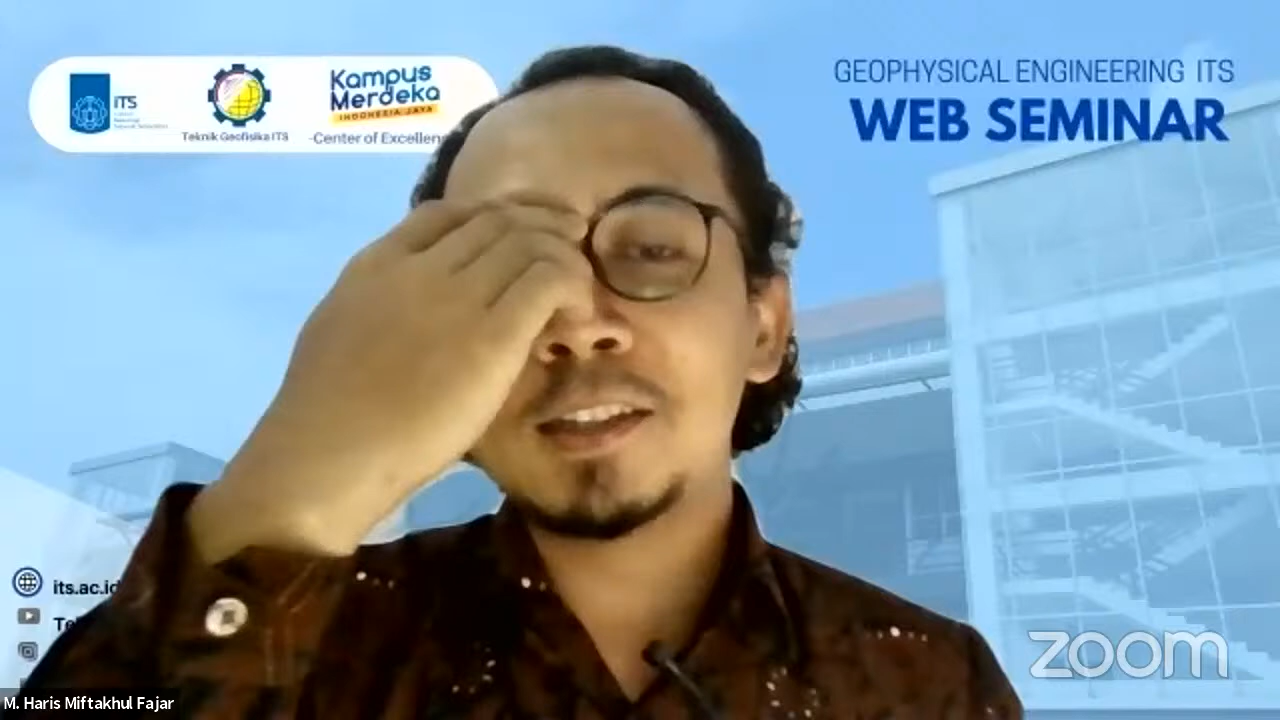 iTS
Teknik Geofisika ITS
Kampus
Merdeka
INDONESIA JAYA
-Center of Excellen
GEOPHYSICAL ENGINEERING ITS
WEB SEMINAR
its.ac.id
Te
zoom
M. Haris Miftakhul Fajar